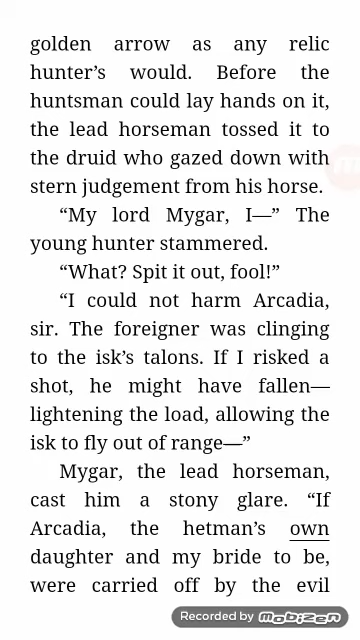 golden arrow as any relic
hunter’s would. Before the
huntsman could lay hands on it,
the lead horseman tossed it to
the druid who gazed down with
stern judgement from his horse.
“My lord Mygar, I—” The
young hunter stammered.
“What? Spit it out, fool!”
“I could not harm Arcadia,
sir. The foreigner was clinging
to the isk’s talons. If I risked a
shot, he might have fallen—
lightening the load, allowing the
isk to fly out of range—”
Mygar, the lead horseman,
cast him a stony glare. “If
Arcadia, the hetman’s own
daughter and my bride to be,
were carried off by the evil
Recorded by mobizen